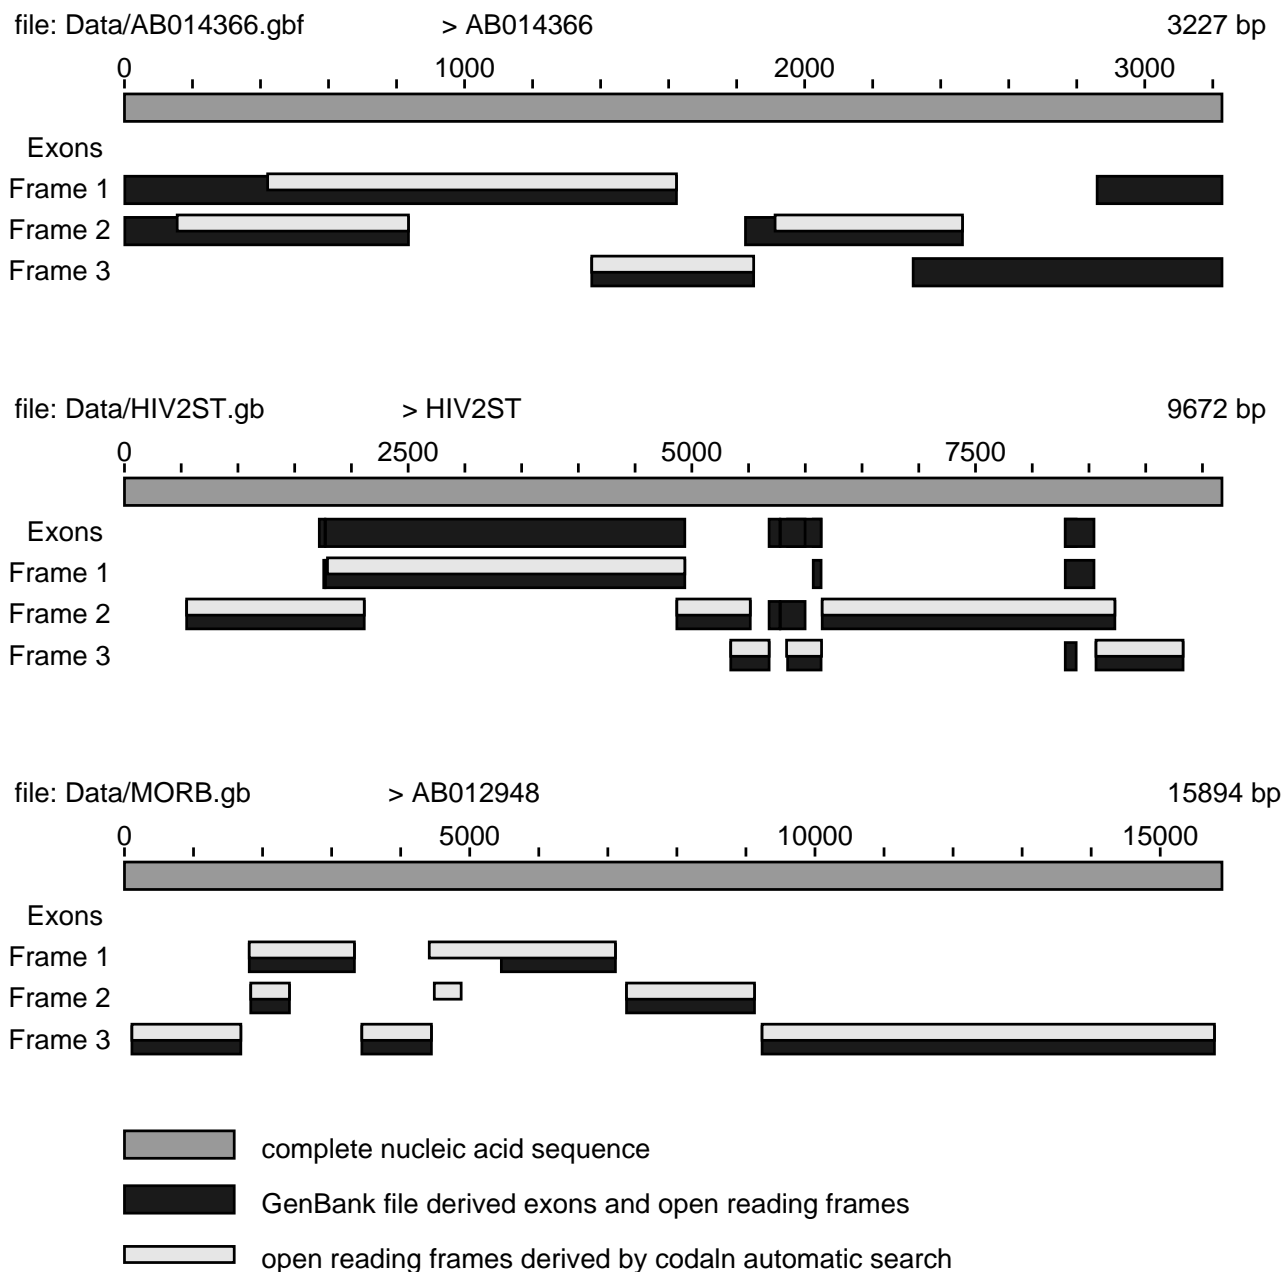 file: Data/AB014366.gbf > AB014366 3227 bp
0 1000 2000 3000
Exons
Frame 1
Frame 2
Frame 3
file: Data/HIV2ST.gb > HIV2ST 9672 bp
0 2500 5000 7500
Exons
Frame 1
Frame 2
Frame 3
file: Data/MORB.gb > AB012948 15894 bp
0 5000 10000 15000
Exons
Frame 1
Frame 2
Frame 3
complete nucleic acid sequence
GenBank file derived exons and open reading frames
open reading frames derived by codaln automatic search